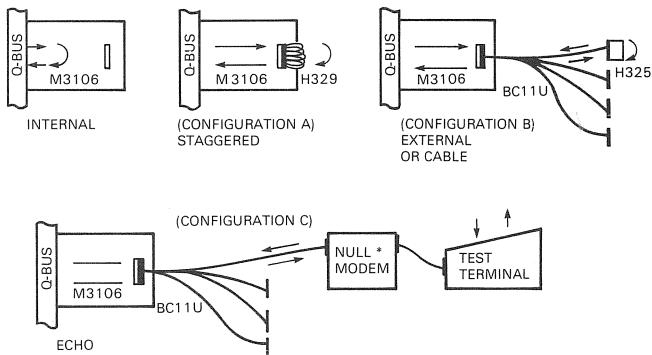 Q-BUS
M3106
INTERNAL
Q-BUS
M3106
H329
(CONFIGURATION A)
STAGGERED
Q-BUS
M3106
BC11U
H325
(CONFIGURATION B)
EXTERNAL
OR CABLE
(CONFIGURATION C)
Q-BUS
M3106
BC11U
NULL *
MODEM
TEST
TERMINAL
ECHO